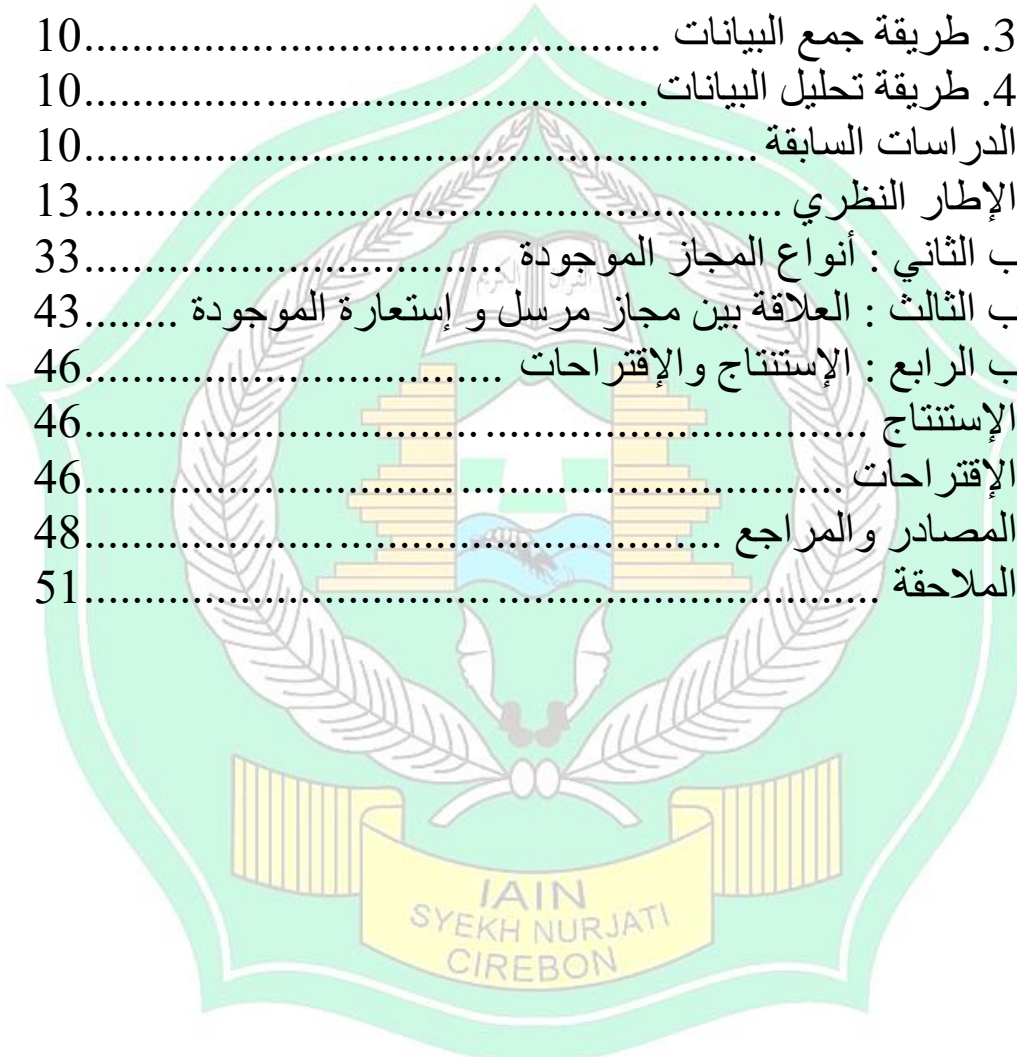 3. طريقة جمع البيانات ............................................10
4. طريقة تحليل البيانات ............................................10
الدراسات السابقة ............................................10
الإطار النظري ............................................13
ب الثاني : أنواع المجاز الموجودة ............................................33
ب الثالث : العلاقة بين مجاز مرسل و إستعارة الموجودة ........43
ب الرابع : الإستنتاج والإقتراحات ............................................46
الإستنتاج ............................................46
الإقتراحات ............................................46
المصادر والمراجع ............................................48
الملاحقة ............................................51
IAIN
SYEKH NURJATI
CIREBON